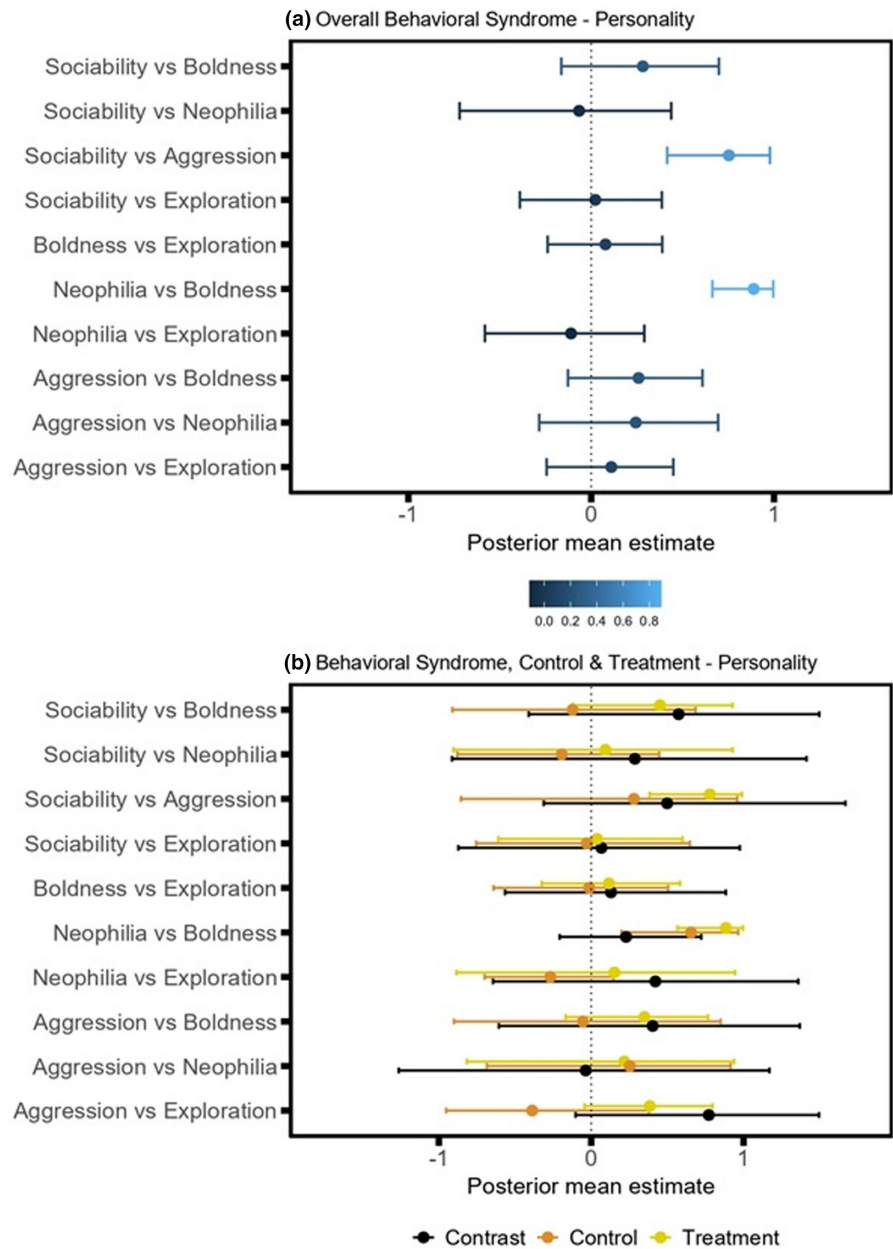 (a) Overall Behavioral Syndrome - Personality
Sociability vs Boldness
Sociability vs Neophilia
Sociability vs Aggression
Sociability vs Exploration
Boldness vs Exploration
Neophilia vs Boldness
Neophilia vs Exploration
Aggression vs Boldness
Aggression vs Neophilia
Aggression vs Exploration
-1 0 1
Posterior mean estimate
0.0 0.2 0.4 0.6 0.8
(b) Behavioral Syndrome, Control & Treatment - Personality
Sociability vs Boldness
Sociability vs Neophilia
Sociability vs Aggression
Sociability vs Exploration
Boldness vs Exploration
Neophilia vs Boldness
Neophilia vs Exploration
Aggression vs Boldness
Aggression vs Neophilia
Aggression vs Exploration
-1 0 1
Posterior mean estimate
Contrast Control Treatment